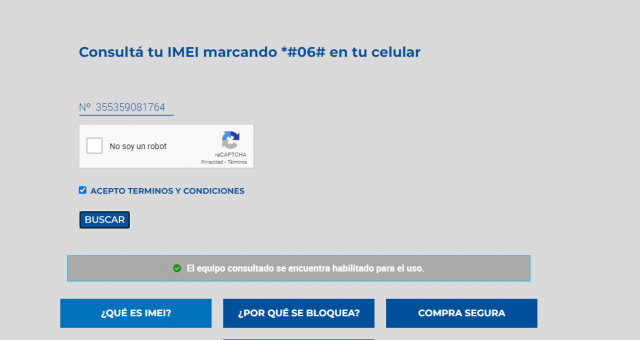 Consultá tu IMEI marcando *#06# en tu celular
Nº 355359081764
No soy un robot
reCAPTCHA
Privacidad - Términos
ACEPTO TERMINOS Y CONDICIONES
BUSCAR
El equipo consultado se encuentra habilitado para el uso.
¿QUÉ ES IMEI? ¿POR QUÉ SE BLOQUEA? COMPRA SEGURA